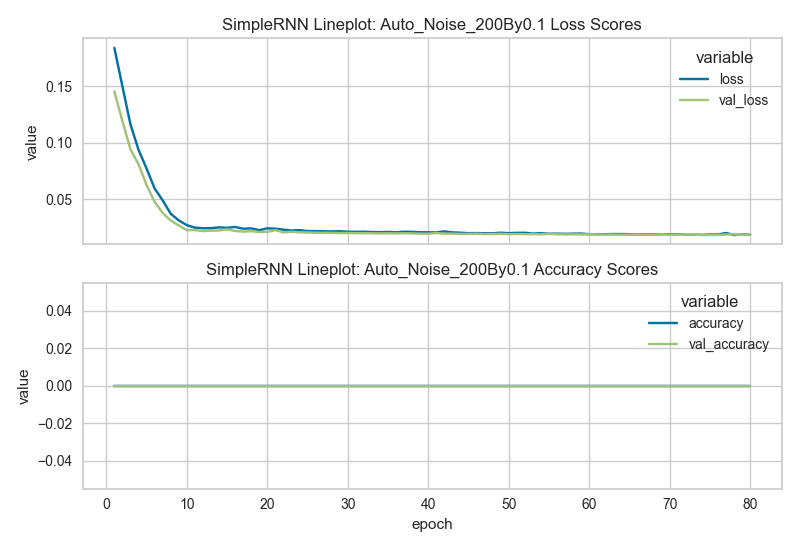 SimpleRNN Lineplot: Auto_Noise_200By0.1 Loss Scores
variable
loss
val_loss
value
0.15
0.10
0.05
SimpleRNN Lineplot: Auto_Noise_200By0.1 Accuracy Scores
variable
accuracy
val_accuracy
value
0.04
0.02
0.00
−0.02
−0.04
0 10 20 30 40 50 60 70 80
epoch